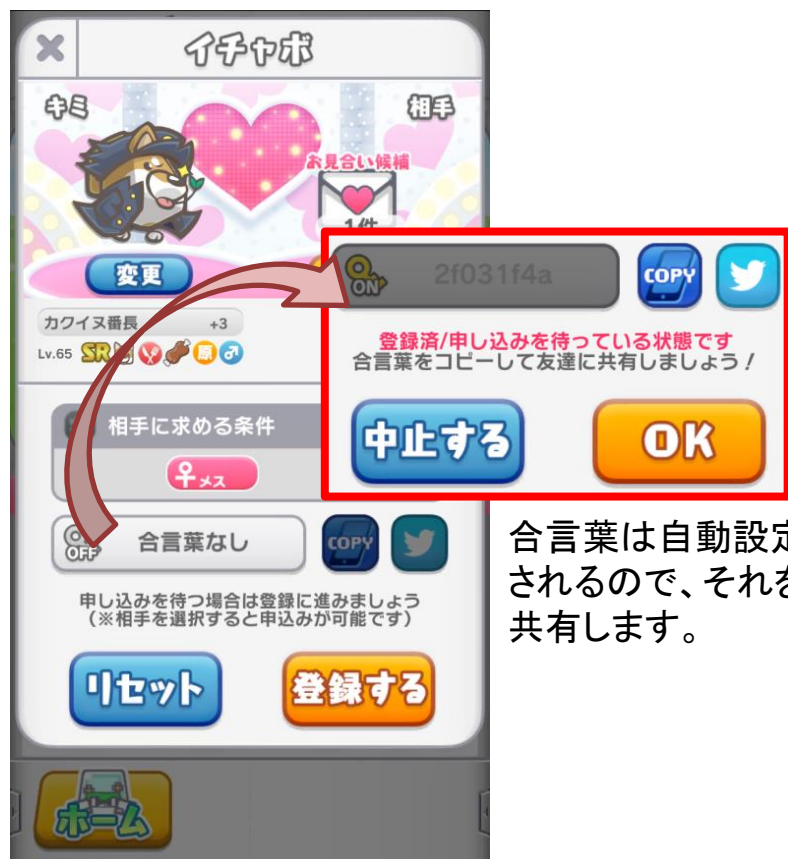 イチャボ
キミ
相手
お見合い候補
1件
変更
カワイヌ番長 +3
Lv.65 SR 原 ♂
相手に求める条件
♀メス
OFF 合言葉なし COPY
申し込みを待つ場合は登録に進みましょう
(※相手を選択すると申込みが可能です)
リセット 登録する
ホーム
ON 2f031f4a COPY
登録済/申し込みを待っている状態です
合言葉をコピーして友達に共有しましょう!
中止する OK
合言葉は自動設定
されるので、それを
共有します。